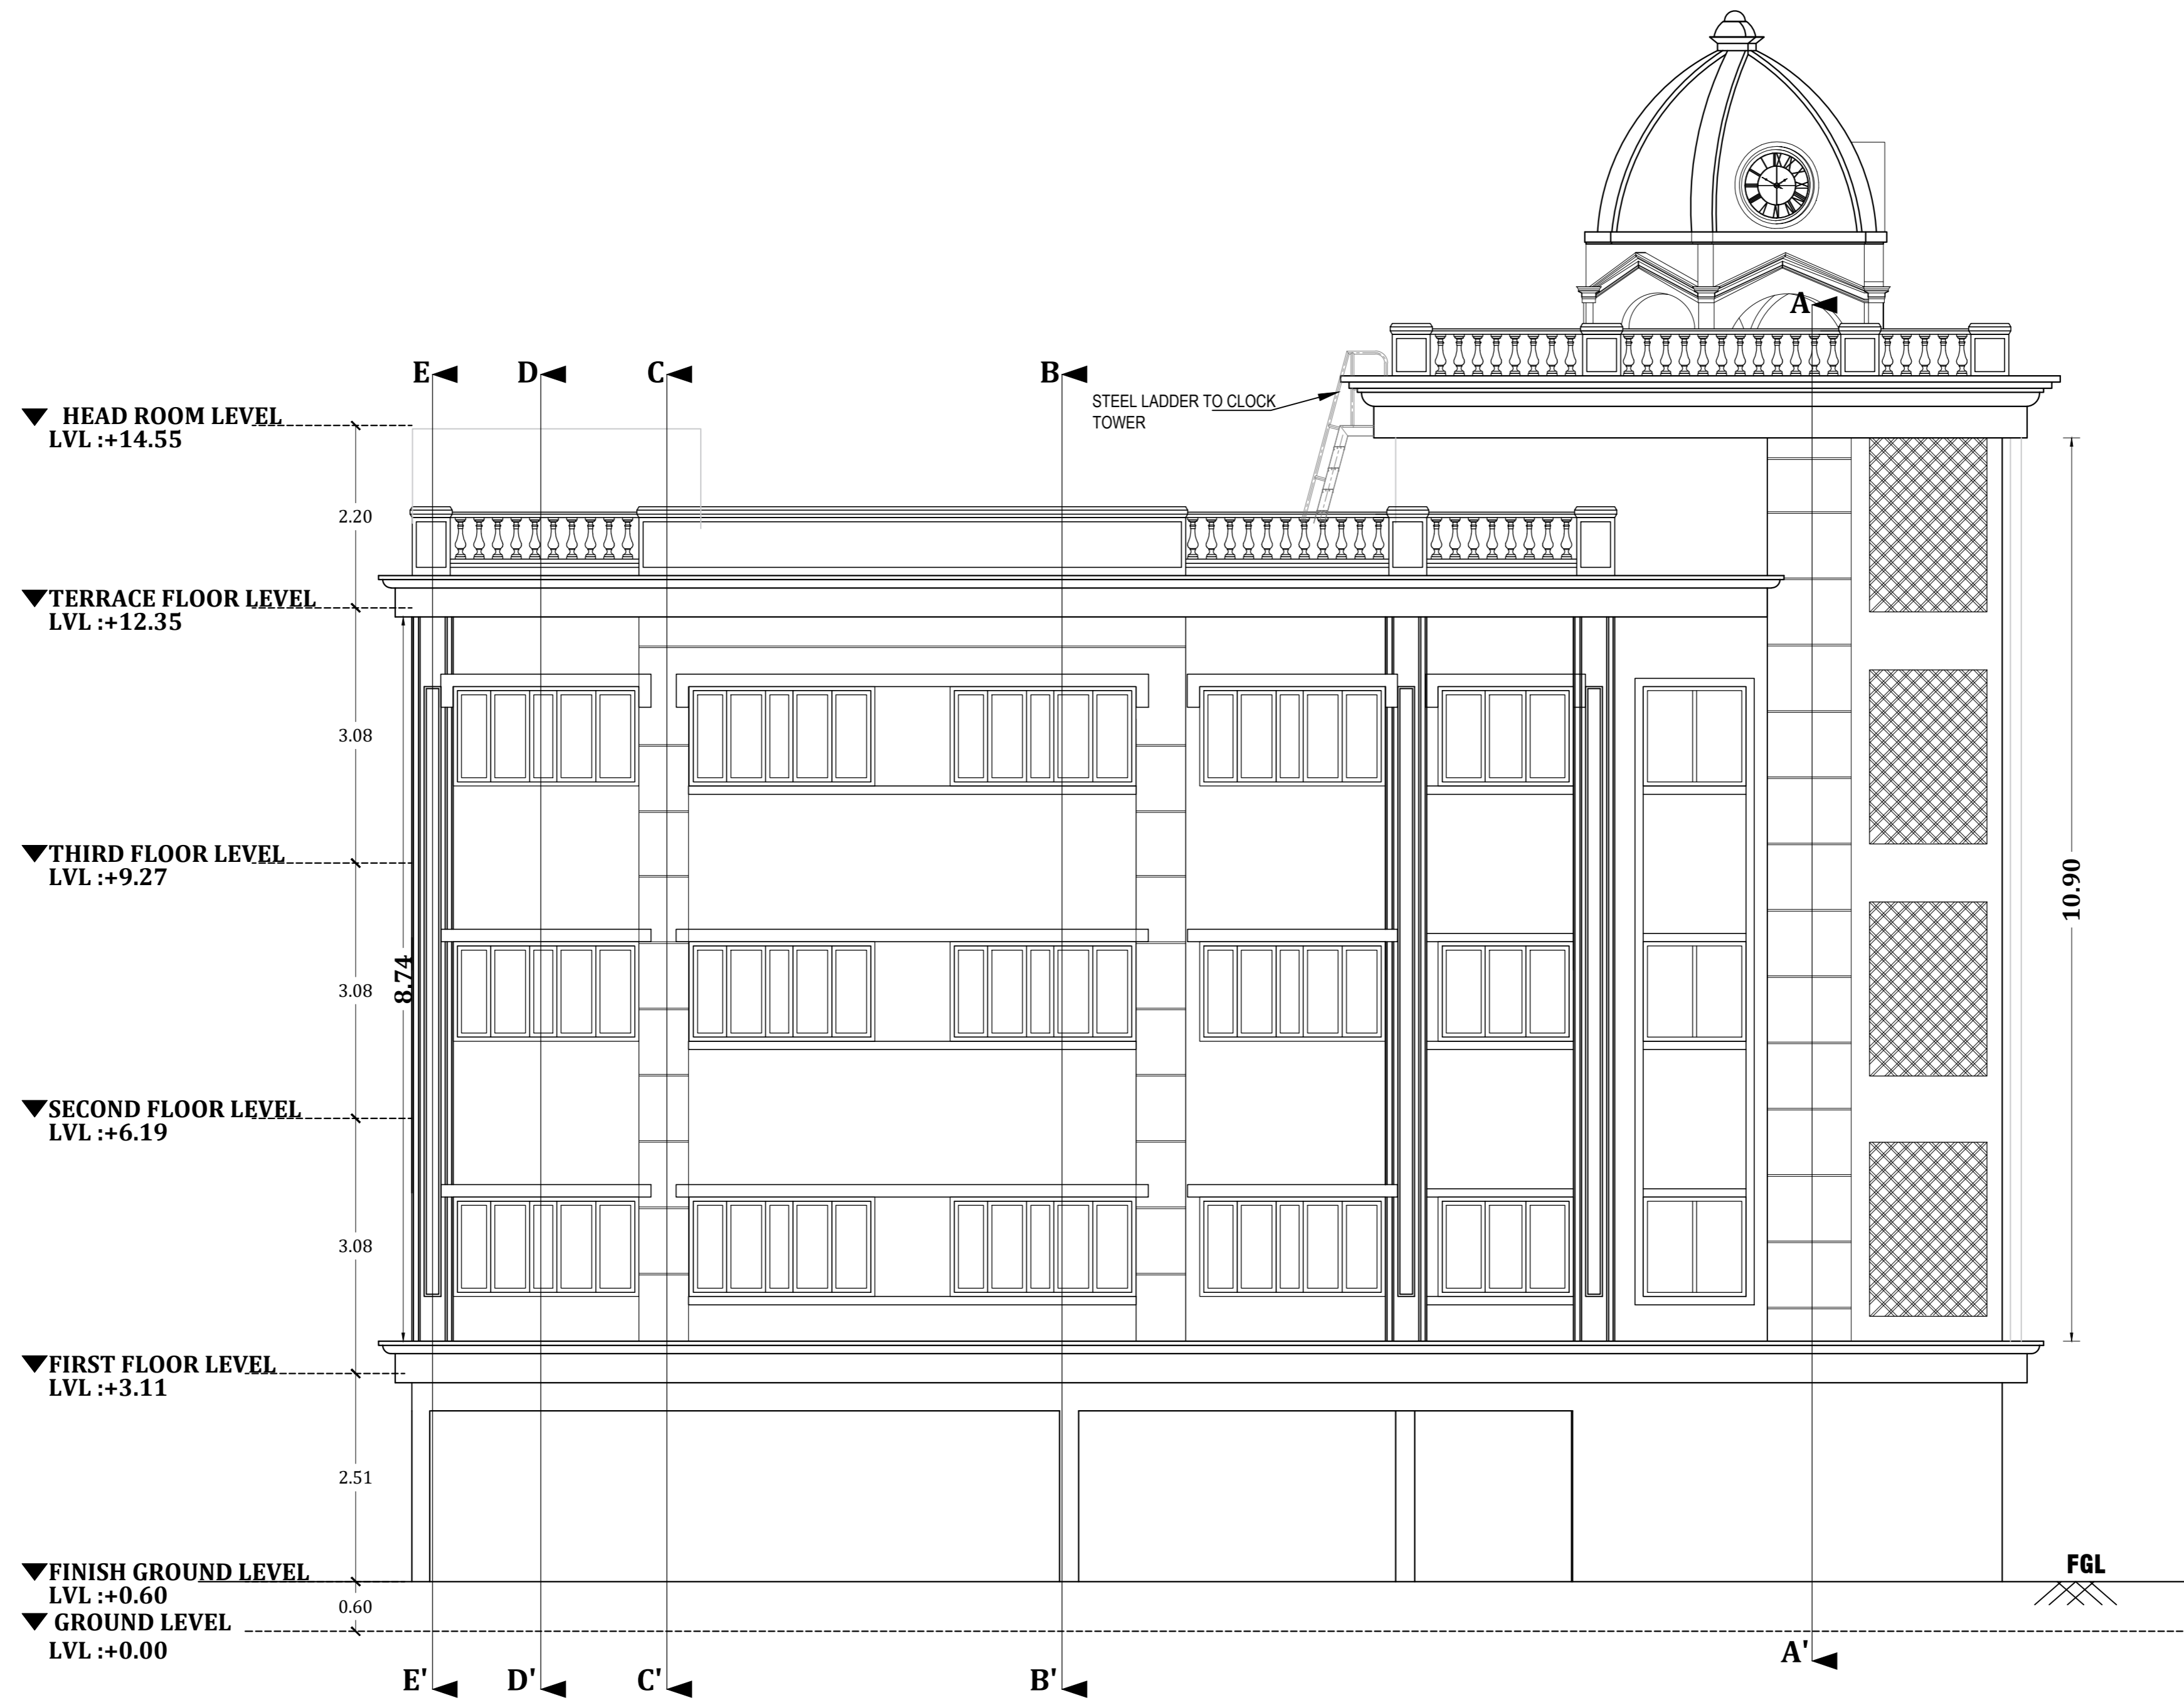 A
E
D
C
B
STEEL LADDER TO CLOCK
TOWER
HEAD ROOM LEVEL
LVL :+14.55
2.20
TERRACE FLOOR LEVEL
LVL :+12.35
3.08
THIRD FLOOR LEVEL
LVL :+9.27
10.90
8.74
3.08
SECOND FLOOR LEVEL
LVL :+6.19
3.08
FIRST FLOOR LEVEL
LVL :+3.11
2.51
FINISH GROUND LEVEL
LVL :+0.60
FGL
0.60
GROUND LEVEL
LVL :+0.00
E'
D'
C'
B'
A'